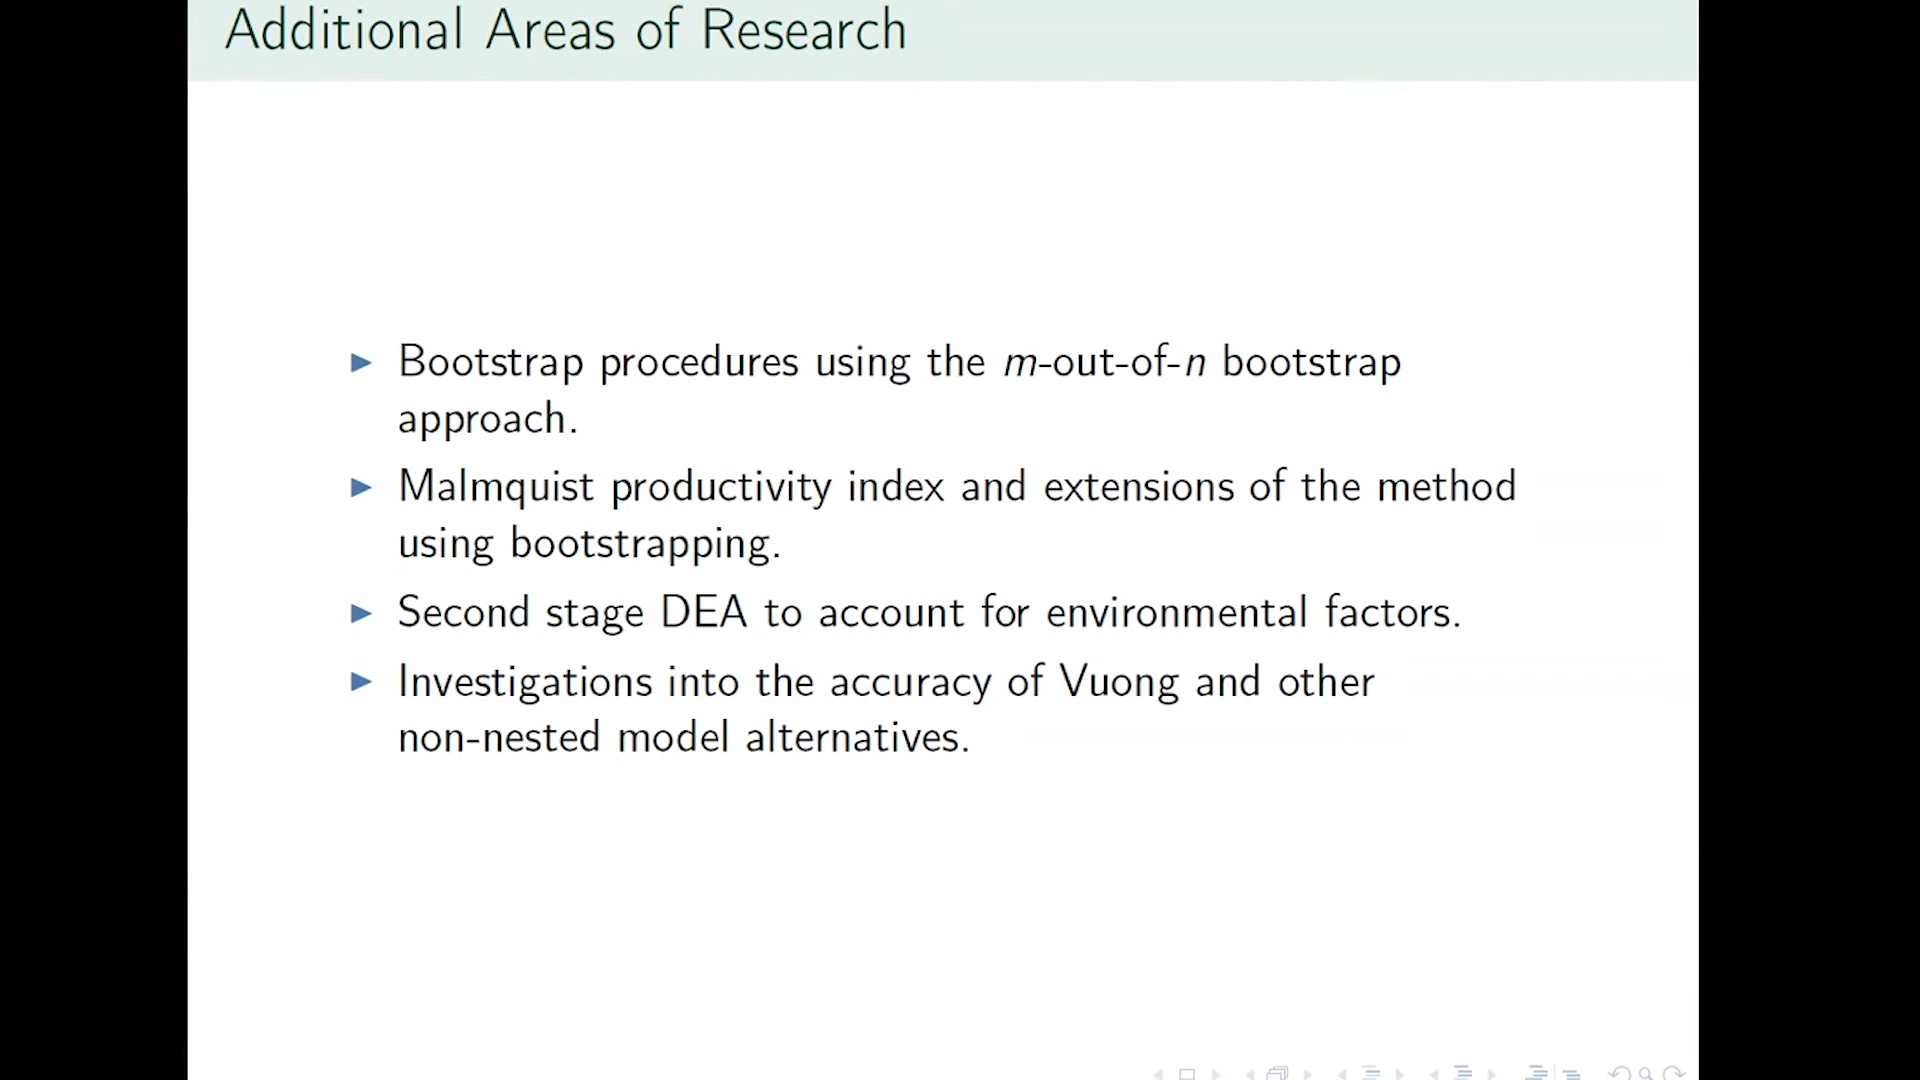 Additional Areas of Research
Bootstrap procedures using the m-out-of-n bootstrap
approach.
Malmquist productivity index and extensions of the method
using bootstrapping.
Second stage DEA to account for environmental factors.
Investigations into the accuracy of Vuong and other
non-nested model alternatives.